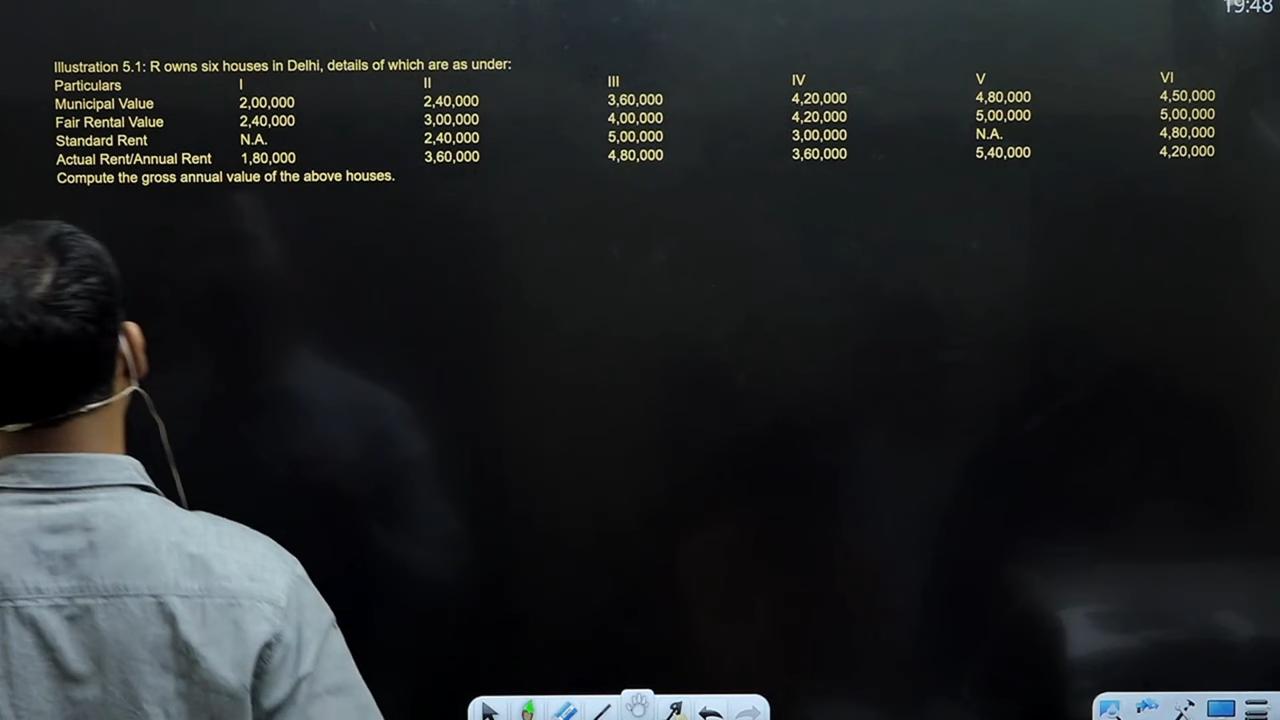 19:48
Illustration 5.1: R owns six houses in Delhi, details of which are as under:
Particulars I II III IV V VI
Municipal Value 2,00,000 2,40,000 3,60,000 4,20,000 4,80,000 4,50,000
Fair Rental Value 2,40,000 3,00,000 4,00,000 4,20,000 5,00,000 5,00,000
Standard Rent N.A. 2,40,000 5,00,000 3,00,000 N.A. 4,80,000
Actual Rent/Annual Rent 1,80,000 3,60,000 4,80,000 3,60,000 5,40,000 4,20,000
Compute the gross annual value of the above houses.